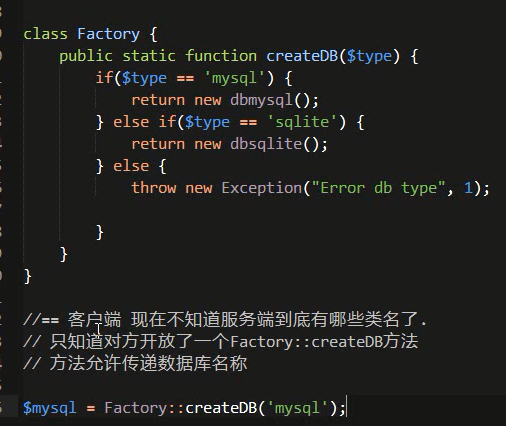 class Factory {
public static function createDB($type) {
if($type == 'mysql') {
return new dbmysql();
} else if($type == 'sqlite') {
return new dbsqlite();
} else {
throw new Exception("Error db type", 1);
}
}
}
//== 客户端 现在不知道服务端到底有哪些类名了.
// 只知道对方开放了一个Factory::createDB方法
// 方法允许传递数据库名称
$mysql = Factory::createDB('mysql');